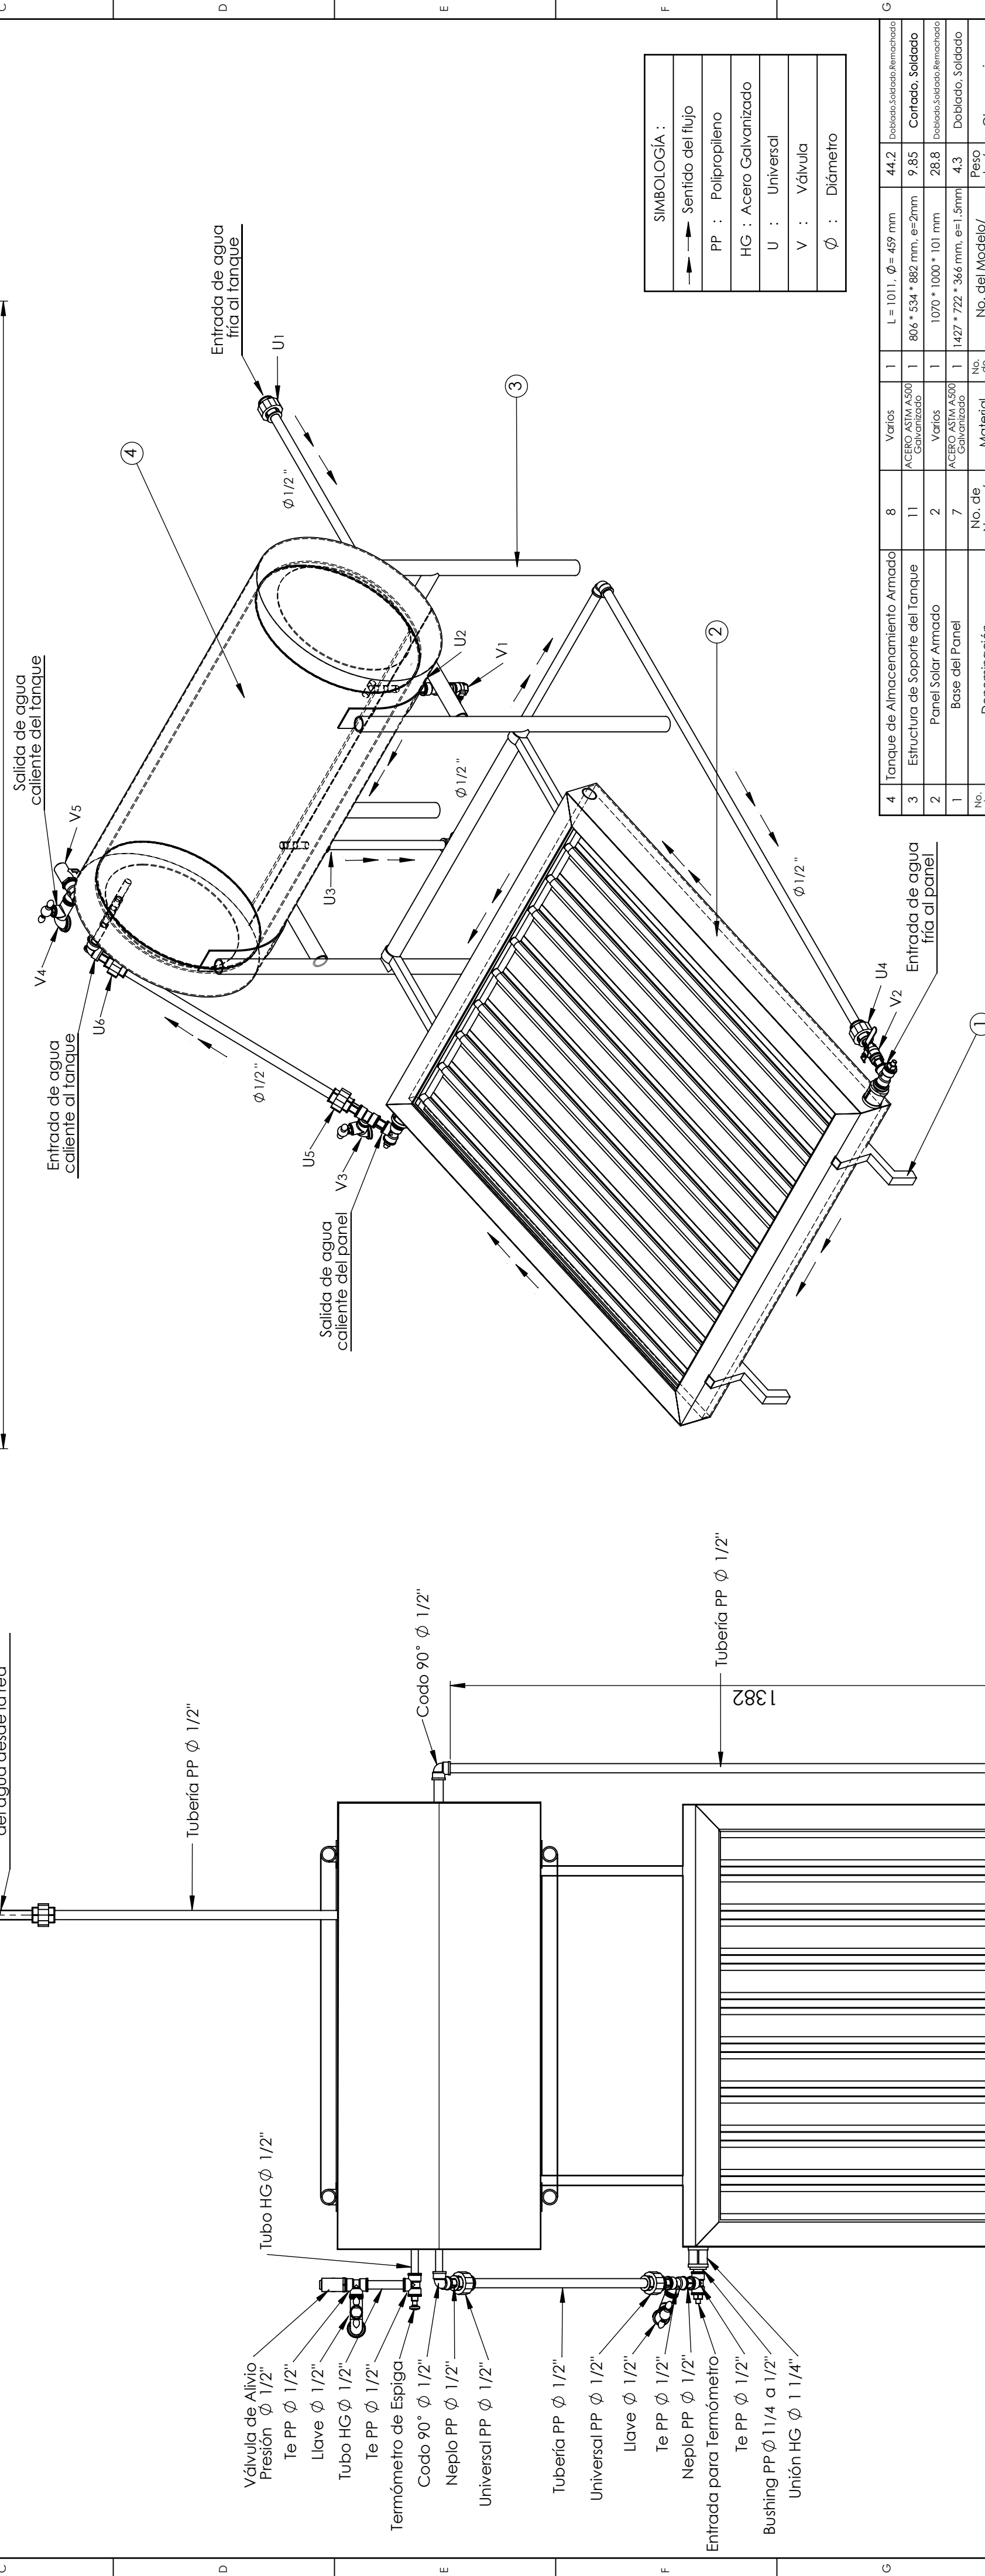 C
D
E
F
G
Salida de agua
caliente del tanque
V5
V4
Entrada de agua
caliente al tanque
U6
4
Entrada de agua
fría al tanque
U1
Ø 1/2 "
3
U2
V1
U3
Ø 1/2 "
Ø 1/2 "
U5
V3
Salida de agua
caliente del panel
2
Ø 1/2 "
U4
V2
Entrada de agua
fría al panel
1
SIMBOLOGÍA :
Sentido del flujo
PP : Polipropileno
HG : Acero Galvanizado
U : Universal
V : Válvula
Ø : Diámetro
4 Tanque de Almacenamiento Armado 8 Varios 1 L = 1011, Ø = 459 mm 44.2 Doblado,Soldado,Remachado
3 Estructura de Soporte del Tanque 11 ACERO ASTM A500 Galvanizado 1 806 * 534 * 882 mm, e=2mm 9.85 Cortado, Soldado
2 Panel Solar Armado 2 Varios 1 1070 * 1000 * 101 mm 28.8 Doblado,Soldado,Remachado
1 Base del Panel 7 ACERO ASTM A500 Galvanizado 1 1427 * 722 * 366 mm, e=1.5mm 4.3 Doblado, Soldado
No. Denominación No. de Material No. No. del Modelo/ Peso
del agua desde la red
Tubería PP Ø 1/2"
Codo 90° Ø 1/2"
1382
Tubería PP Ø 1/2"
Tubo HG Ø 1/2"
Válvula de Alivio
Presión Ø 1/2"
Te PP Ø 1/2"
Llave Ø 1/2"
Tubo HG Ø 1/2"
Te PP Ø 1/2"
Termómetro de Espiga
Codo 90° Ø 1/2"
Neplo PP Ø 1/2"
Universal PP Ø 1/2"
Tubería PP Ø 1/2"
Universal PP Ø 1/2"
Llave Ø 1/2"
Te PP Ø 1/2"
Neplo PP Ø 1/2"
Entrada para Termómetro
Te PP Ø 1/2"
Bushing PP Ø 1 1/4 a 1/2"
Unión HG Ø 1 1/4"
C
D
E
F
G